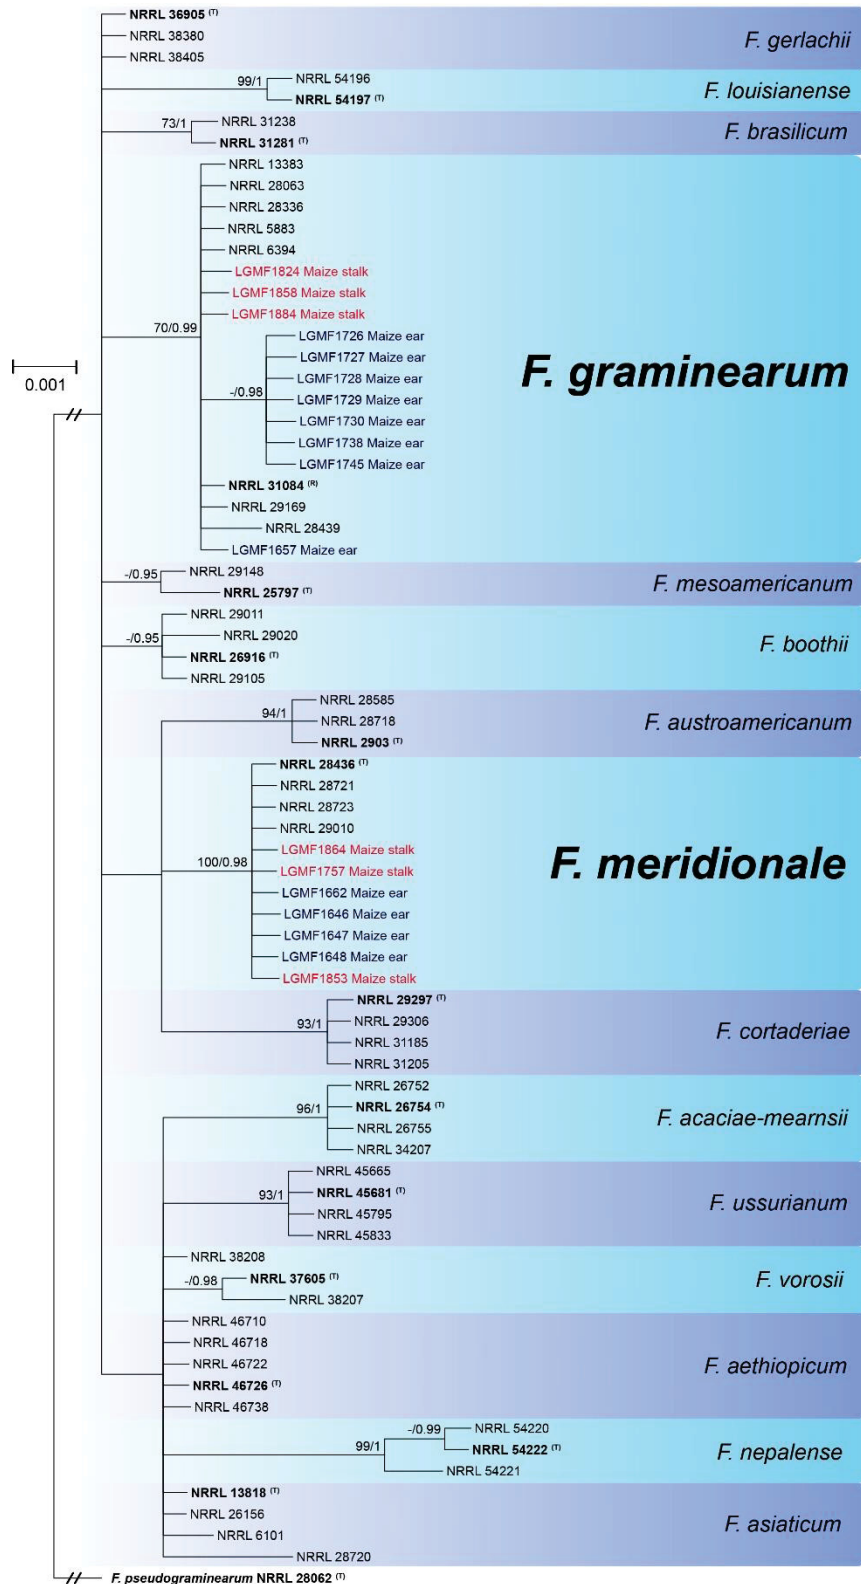 NRRL 36905 (T)
NRRL 38380
F. gerlachii
NRRL 38405
99/1
NRRL 54196
F. louisianense
NRRL 54197 (T)
73/1
NRRL 31238
F. brasilicum
NRRL 31281 (T)
NRRL 13383
NRRL 28063
NRRL 28336
NRRL 5883
NRRL 6394
LGMF1824 Maize stalk
LGMF1858 Maize stalk
LGMF1884 Maize stalk
70/0.99
LGMF1726 Maize ear
LGMF1727 Maize ear
0.001
F. graminearum
LGMF1728 Maize ear
-/0.98
LGMF1729 Maize ear
LGMF1730 Maize ear
LGMF1738 Maize ear
LGMF1745 Maize ear
NRRL 31084 (R)
NRRL 29169
NRRL 28439
LGMF1657 Maize ear
-/0.95
NRRL 29148
F. mesoamericanum
NRRL 25797 (T)
NRRL 29011
-/0.95
NRRL 29020
F. boothii
NRRL 26916 (T)
NRRL 29105
NRRL 28585
94/1
NRRL 28718
F. austroamericanum
NRRL 2903 (T)
NRRL 28436 (T)
NRRL 28721
NRRL 28723
NRRL 29010
LGMF1864 Maize stalk
100/0.98
F. meridionale
LGMF1757 Maize stalk
LGMF1662 Maize ear
LGMF1646 Maize ear
LGMF1647 Maize ear
LGMF1648 Maize ear
LGMF1853 Maize stalk
NRRL 29297 (T)
93/1
NRRL 29306
F. cortaderiae
NRRL 31185
NRRL 31205
NRRL 26752
96/1
NRRL 26754 (T)
F. acaciae-mearnsii
NRRL 26755
NRRL 34207
NRRL 45665
93/1
NRRL 45681 (T)
F. ussurianum
NRRL 45795
NRRL 45833
NRRL 38208
-/0.98
NRRL 37605 (T)
F. vorosii
NRRL 38207
NRRL 46710
NRRL 46718
NRRL 46722
F. aethiopicum
NRRL 46726 (T)
NRRL 46738
-/0.99
NRRL 54220
99/1
NRRL 54222 (T)
F. nepalense
NRRL 54221
NRRL 13818 (T)
NRRL 26156
F. asiaticum
NRRL 6101
NRRL 28720
F. pseudograminearum NRRL 28062 (T)